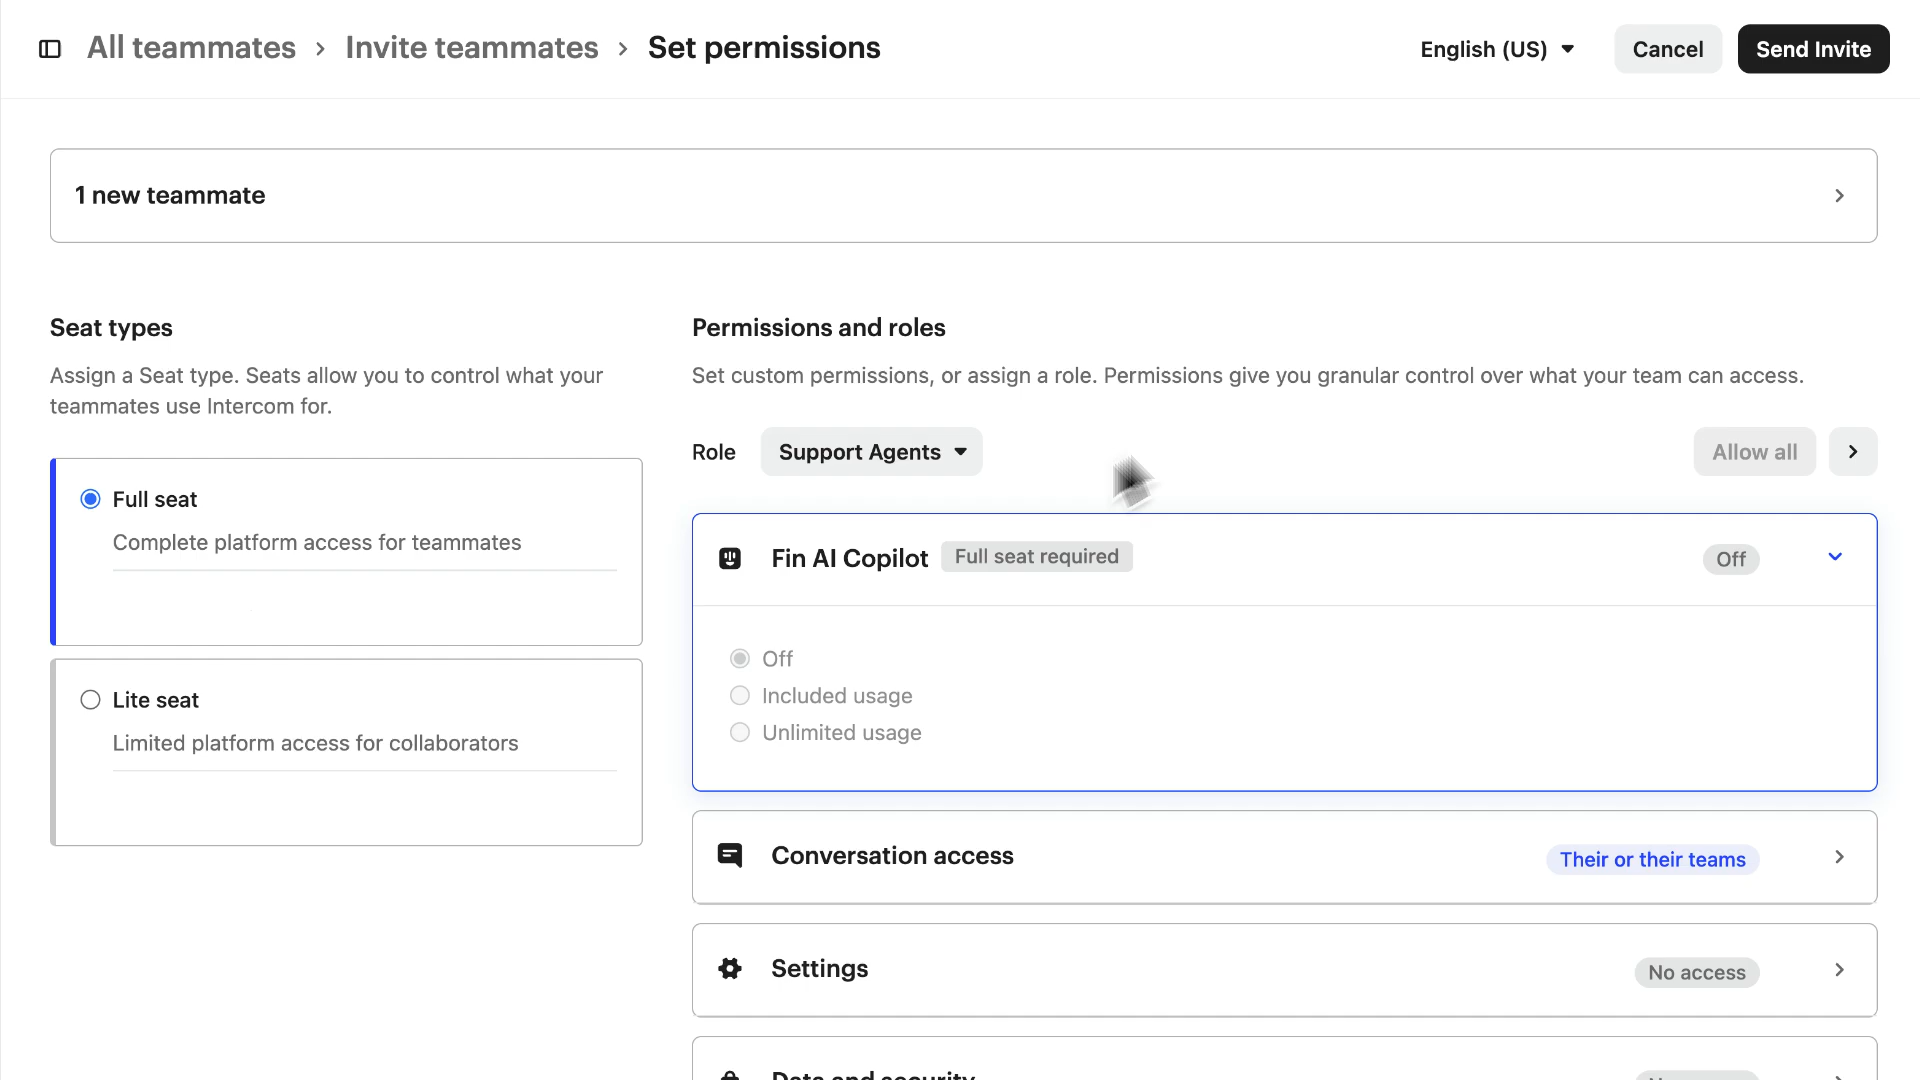 All teammates > Invite teammates > Set permissions
English (US)
Cancel
Send Invite
1 new teammate
Seat types
Assign a Seat type. Seats allow you to control what your
teammates use Intercom for.
Full seat
Complete platform access for teammates
Lite seat
Limited platform access for collaborators
Permissions and roles
Set custom permissions, or assign a role. Permissions give you granular control over what your team can access.
Role
Support Agents
Allow all
Fin AI Copilot
Full seat required
Off
Off
Included usage
Unlimited usage
Conversation access
Their or their teams
Settings
No access
Data and security